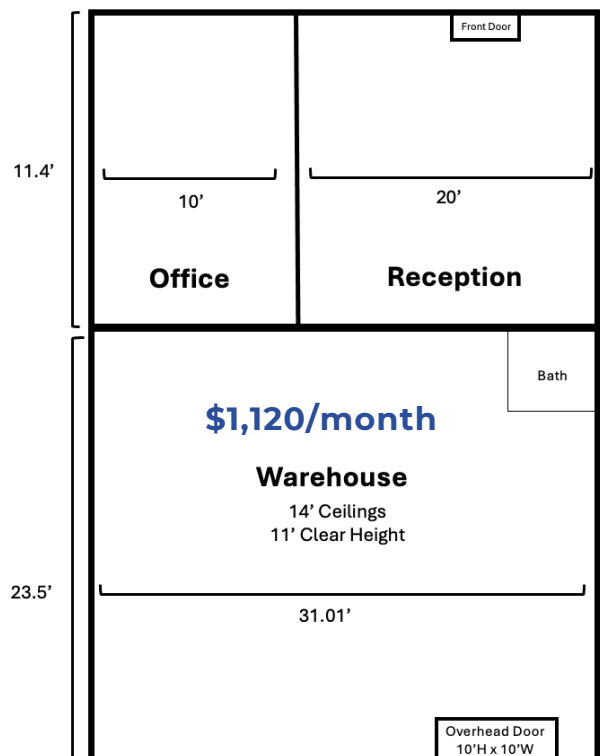 Front Door
11.4’
10’
20’
Office
Reception
Bath
$1,120/month
Warehouse
14’ Ceilings
11’ Clear Height
23.5’
31.01’
Overhead Door
10’H x 10’W